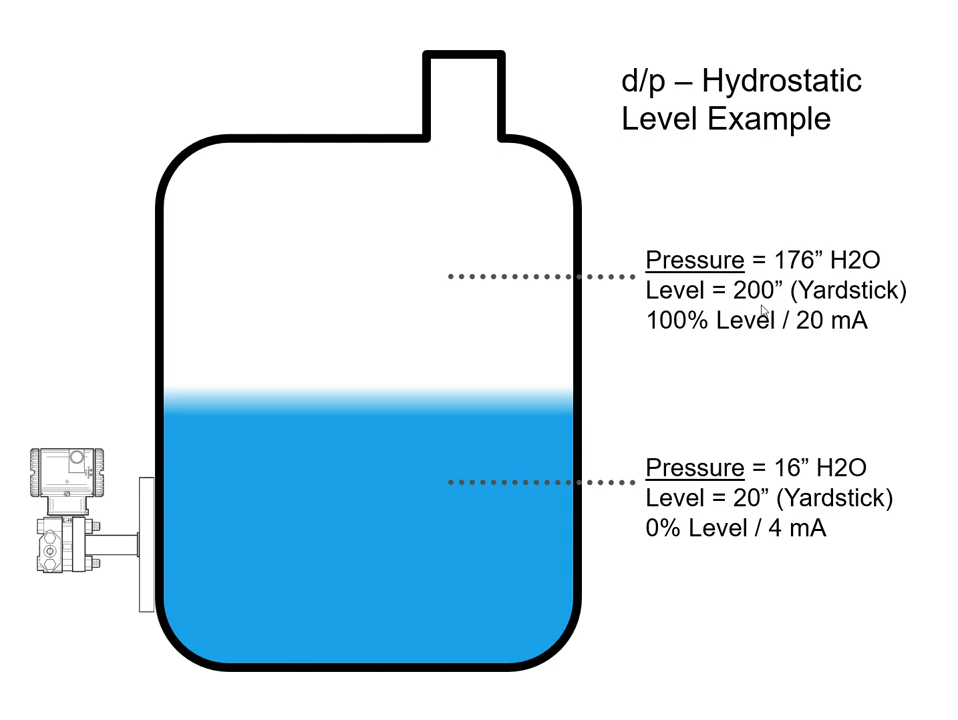 d/p – Hydrostatic
Level Example
Pressure = 176” H2O
Level = 200” (Yardstick)
100% Level / 20 mA
Pressure = 16” H2O
Level = 20” (Yardstick)
0% Level / 4 mA